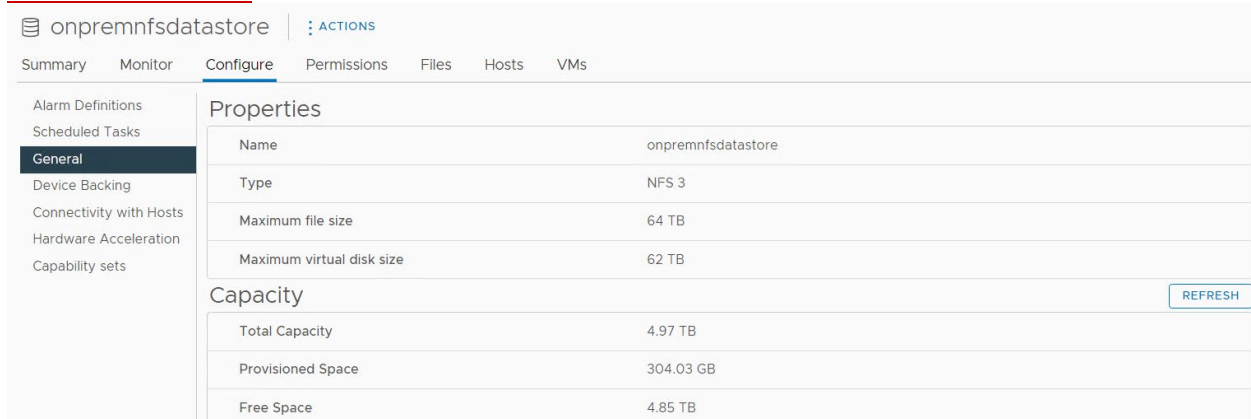 onpremnfsdatastore ACTIONS
Summary Monitor Configure Permissions Files Hosts VMs
Alarm Definitions
Scheduled Tasks
General
Device Backing
Connectivity with Hosts
Hardware Acceleration
Capability sets
Properties
Name onpremnfsdatastore
Type NFS 3
Maximum file size 64 TB
Maximum virtual disk size 62 TB
Capacity REFRESH
Total Capacity 4.97 TB
Provisioned Space 304.03 GB
Free Space 4.85 TB